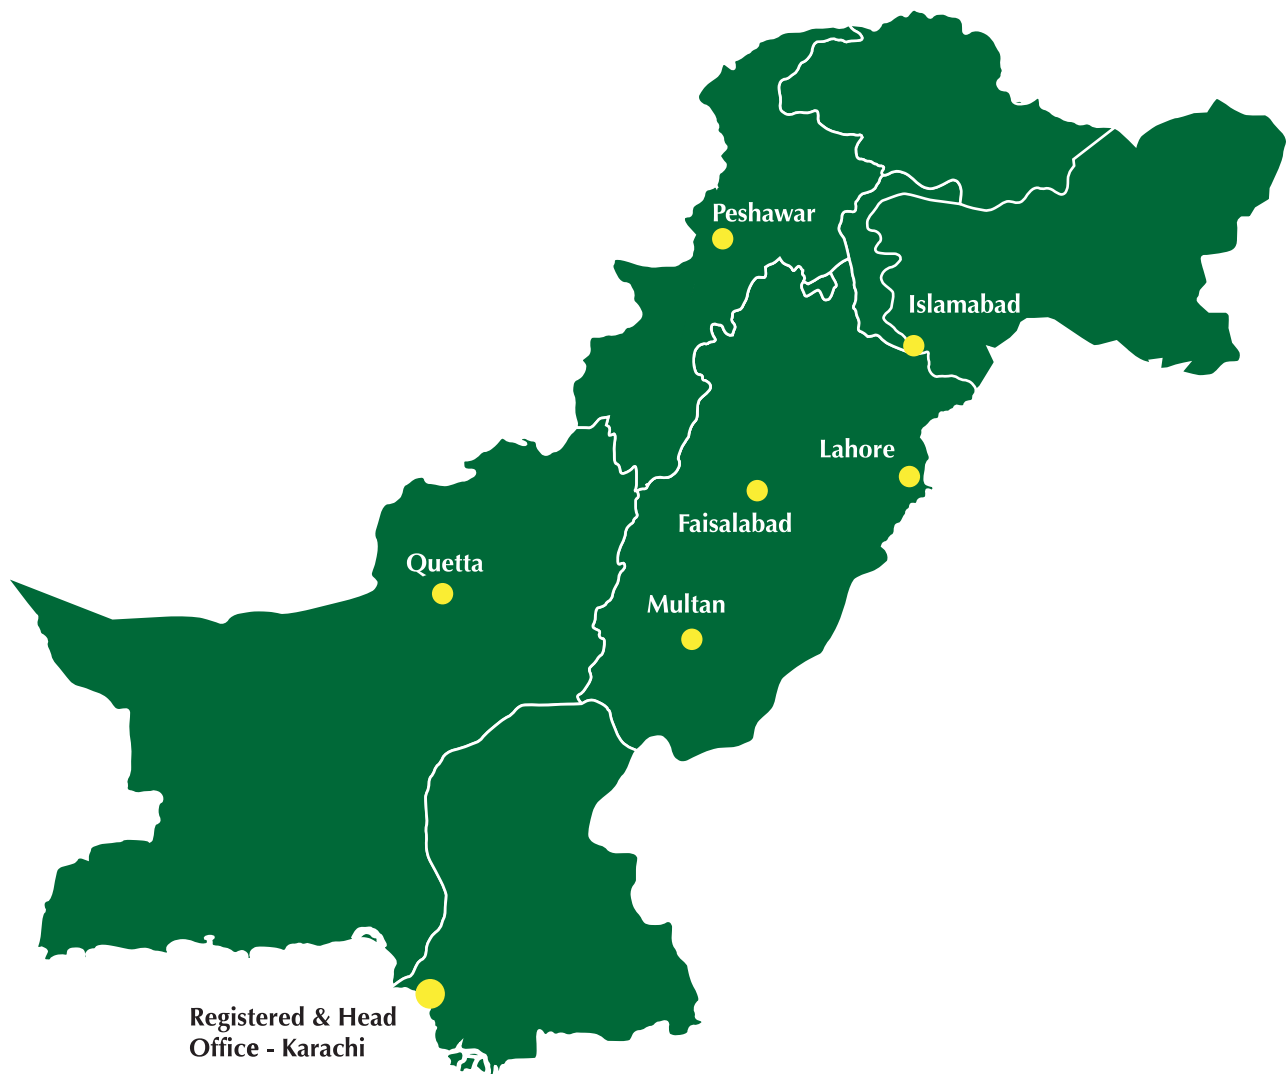 Peshawar
Islamabad
Lahore
Faisalabad
Quetta
Multan
Registered & Head
Office - Karachi